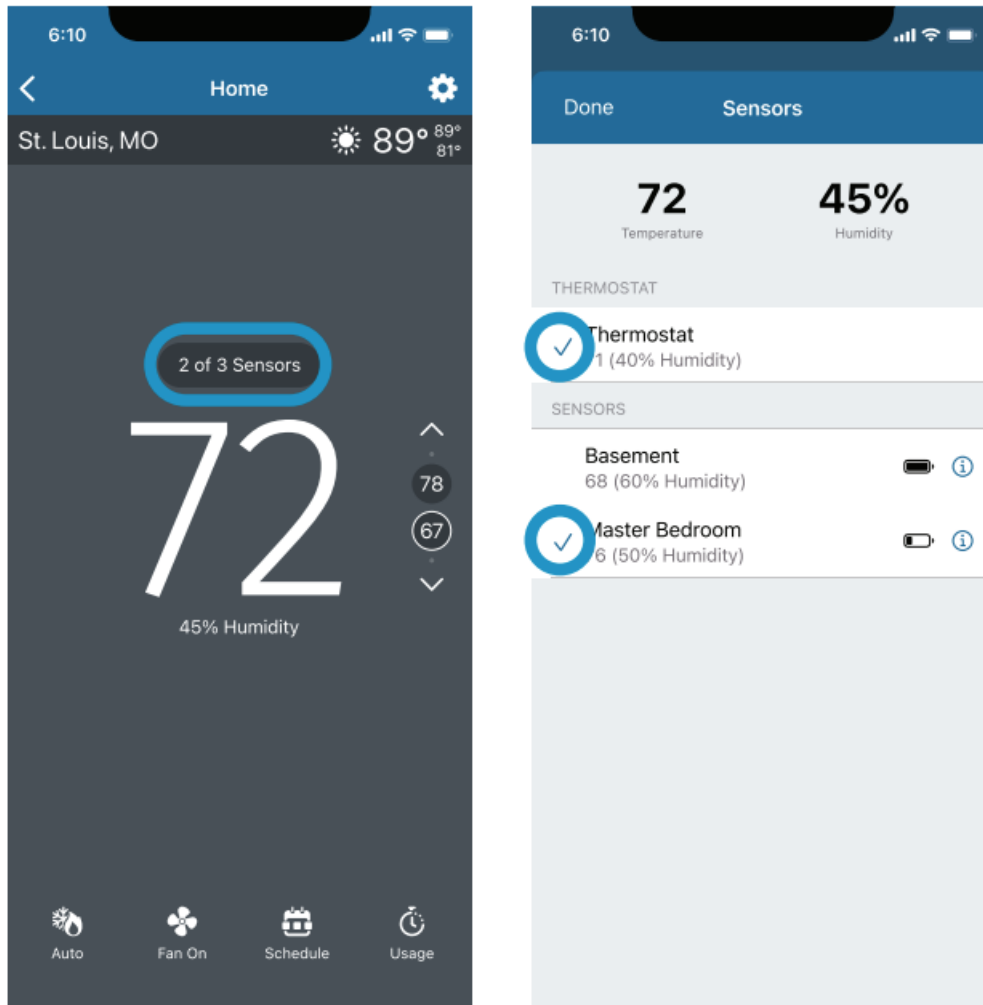 6:10
Home
St. Louis, MO
89° 89°
81°
2 of 3 Sensors
72
78
67
45% Humidity
Auto
Fan On
Schedule
Usage
6:10
Done
Sensors
72
45%
Temperature
Humidity
THERMOSTAT
Thermostat
1 (40% Humidity)
SENSORS
Basement
68 (60% Humidity)
Master Bedroom
6 (50% Humidity)